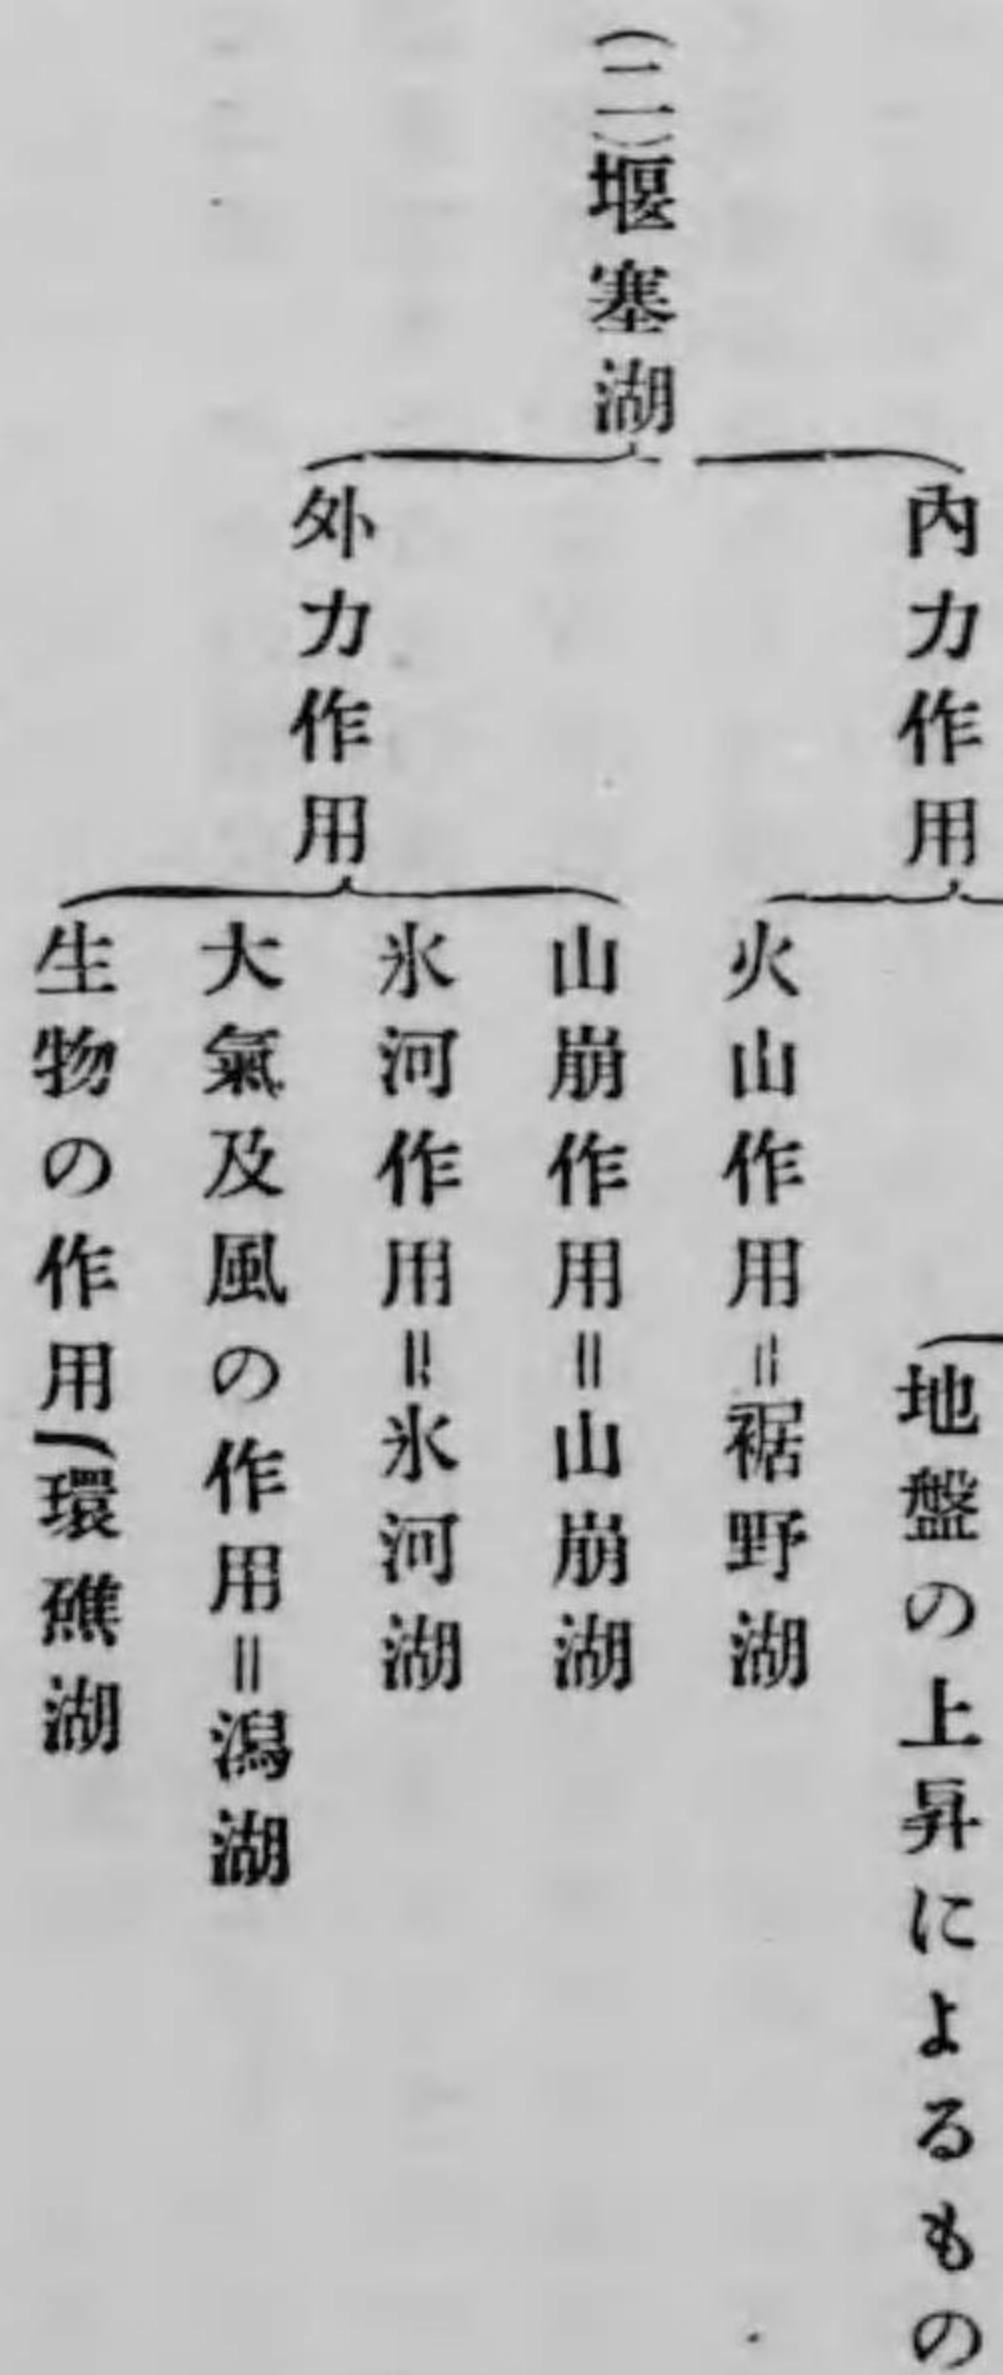 (二)堰塞湖
內力作用
地盤の上昇によるもの
火山作用=裾野湖
外力作用
山崩作用=山崩湖
氷河作用=氷河湖
大氣及風の作用=潟湖
生物の作用(環礁湖